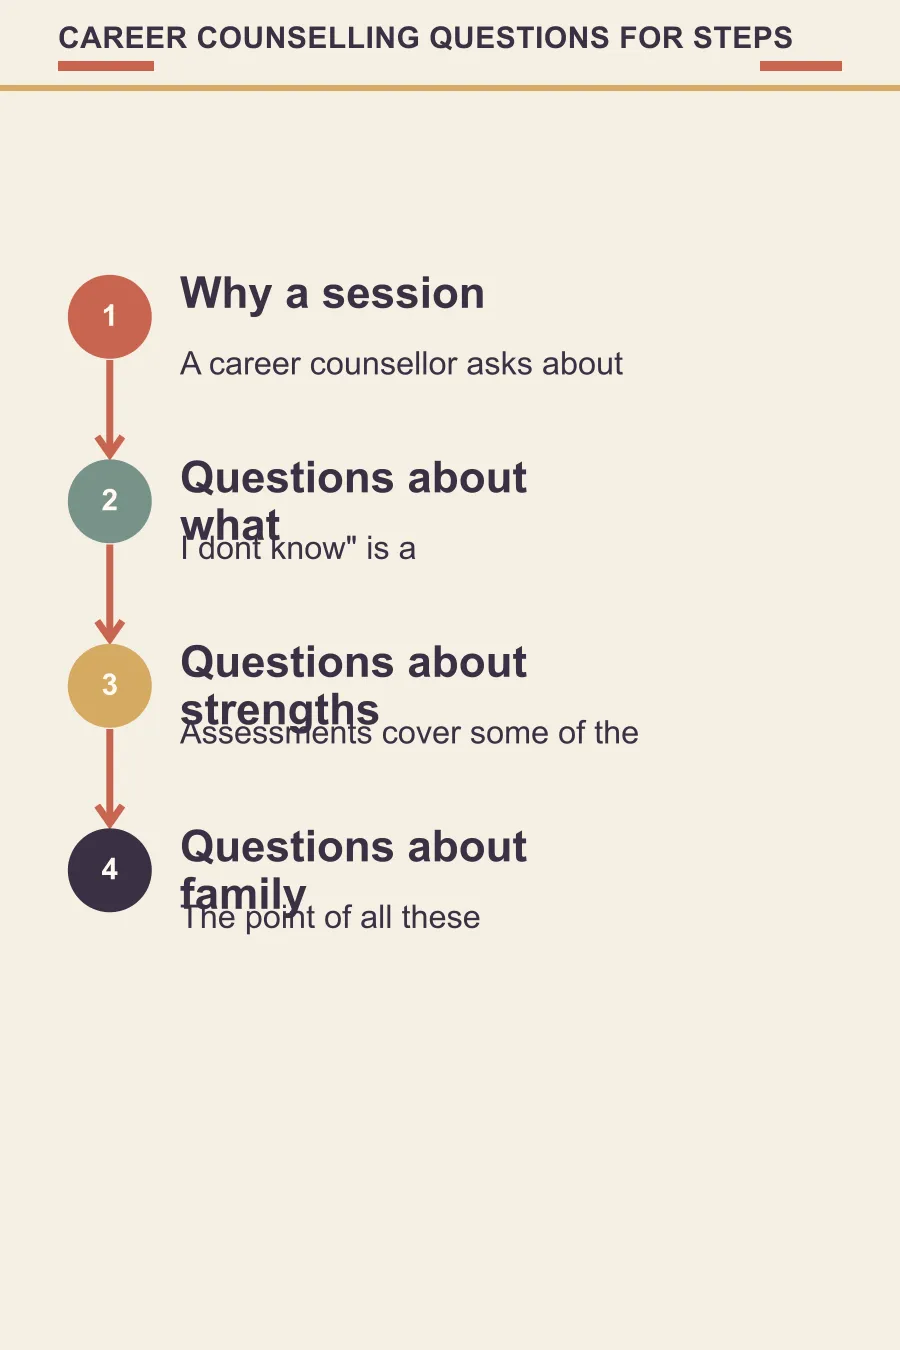 CAREER COUNSELLING QUESTIONS FOR STEPS
1
Why a session
A career counsellor asks about
2
Questions about
what
I dont know" is a
3
Questions about
strengths
Assessments cover some of the
4
Questions about
family
The point of all these